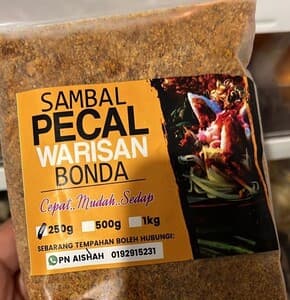 SAMBAL
PECAL
WARISAN
BONDA
Cepat..Mudah..Sedap
250g 500g 1kg
SEBARANG TEMPAHAN BOLEH HUBUNGI:
PN AISHAH 0192915231